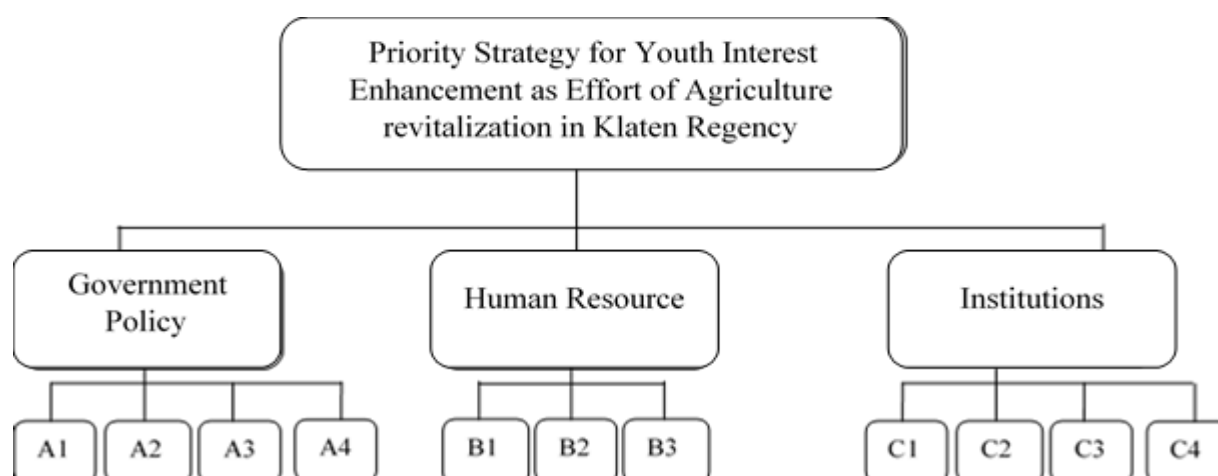 Priority Strategy for Youth Interest
Enhancement as Effort of Agriculture
revitalization in Klaten Regency
Government
Policy
Human Resource
Institutions
A1
A2
A3
A4
B1
B2
B3
C1
C2
C3
C4